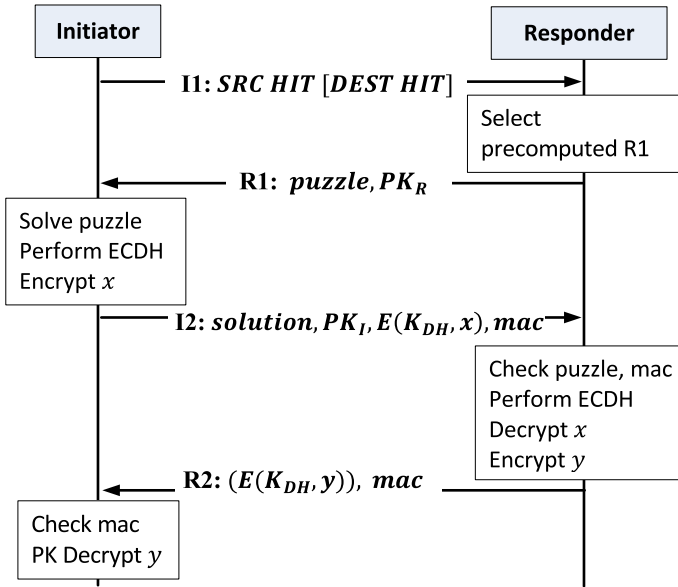 Initiator
Responder
I1: SRC HIT [DEST HIT]
Select
precomputed R1
R1: puzzle, PK_R
Solve puzzle
Perform ECDH
Encrypt x
I2: solution, PK_I, E(K_DH, x), mac
Check puzzle, mac
Perform ECDH
Decrypt x
Encrypt y
R2: (E(K_DH, y)), mac
Check mac
PK Decrypt y